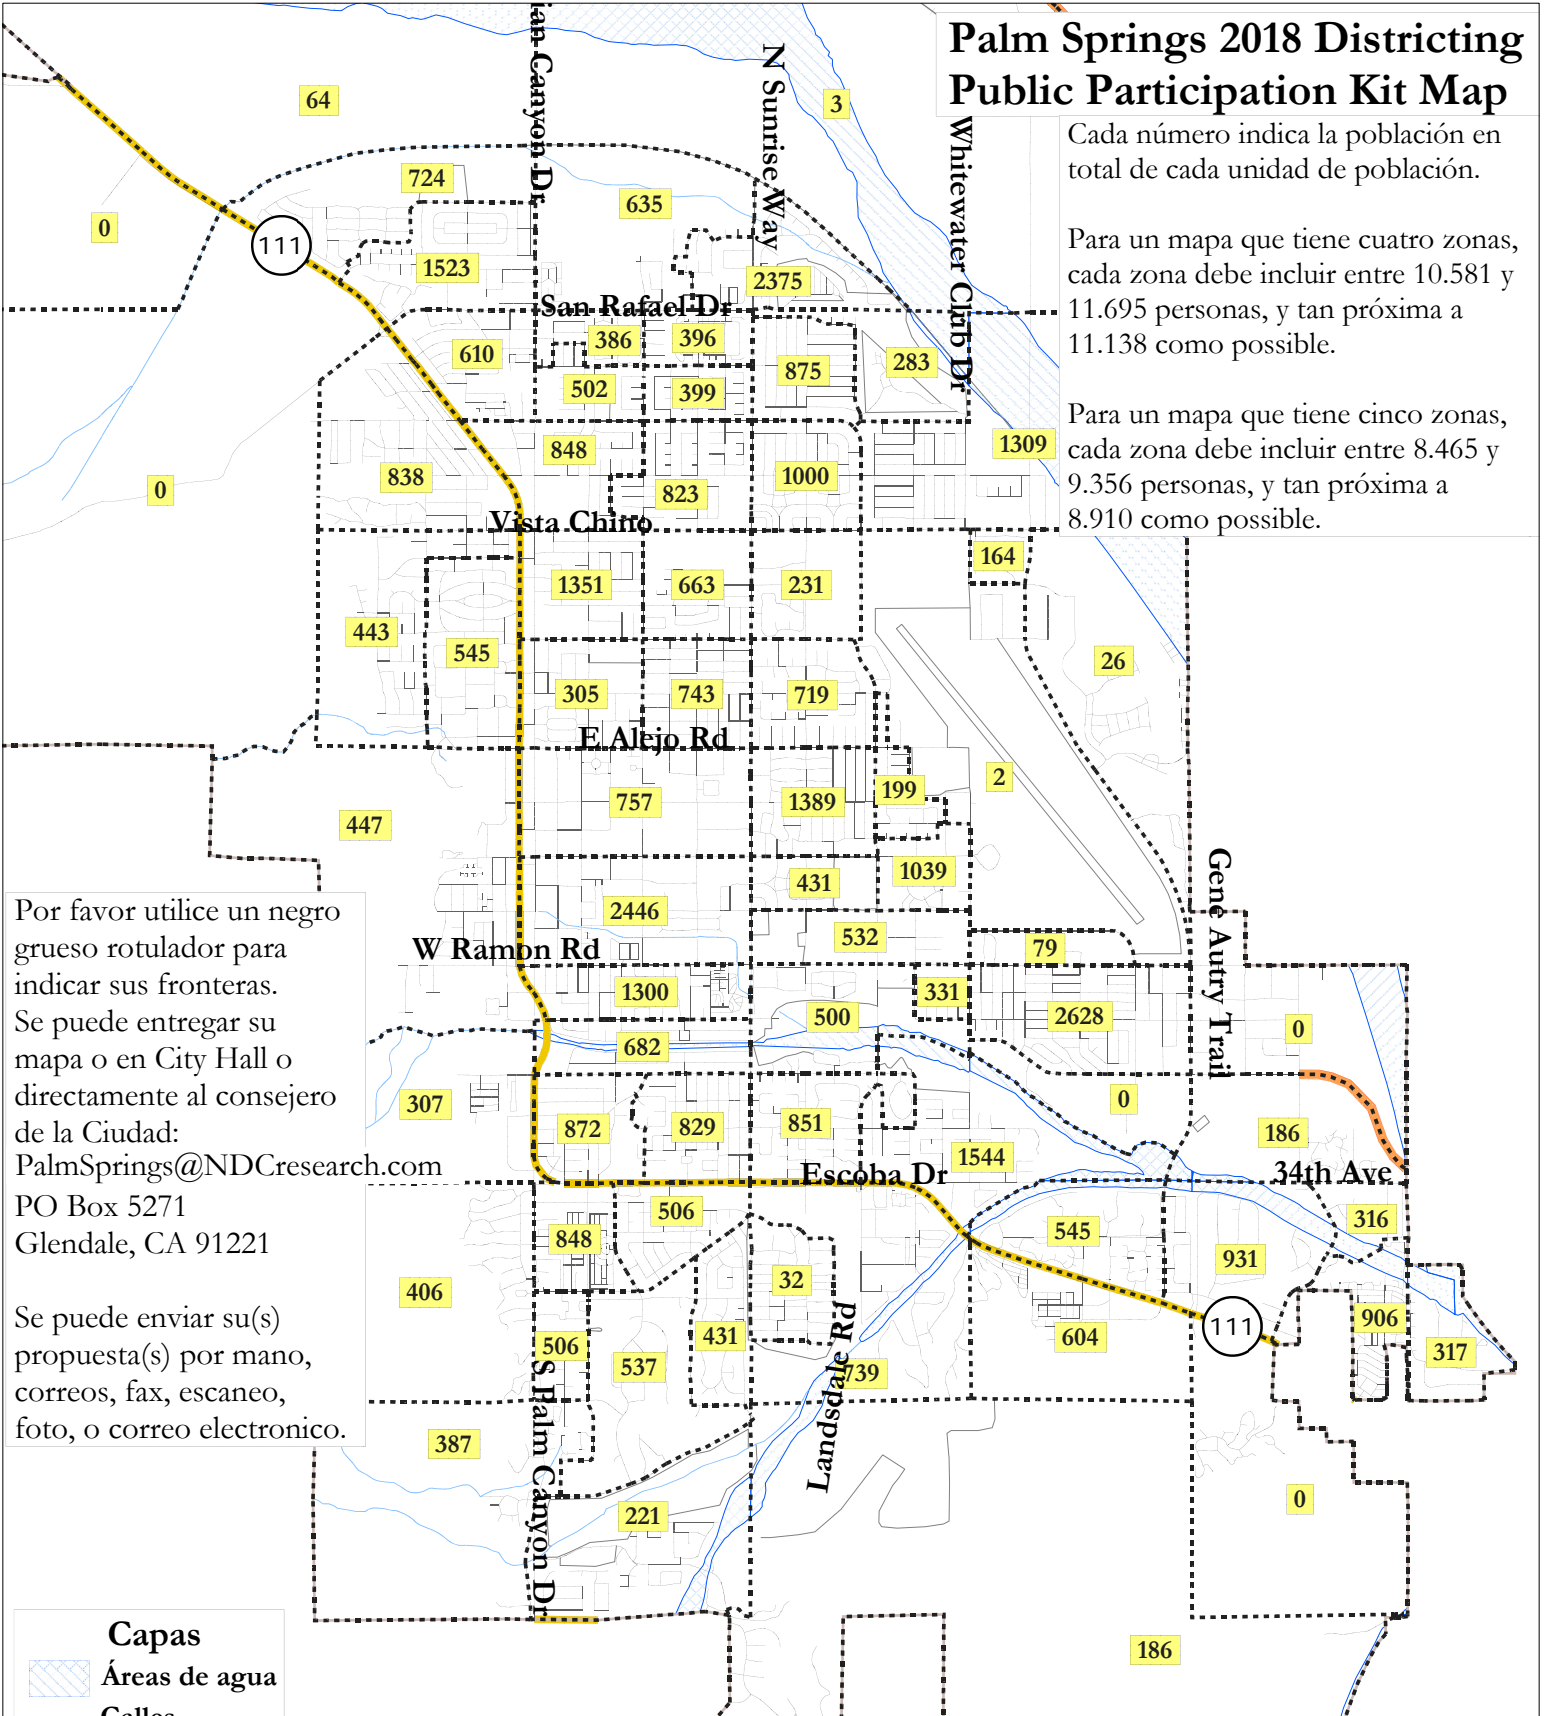 Palm Springs 2018 Districting
Public Participation Kit Map
Cada número indica la población en
total de cada unidad de población.
Para un mapa que tiene cuatro zonas,
cada zona debe incluir entre 10.581 y
11.695 personas, y tan próxima a
11.138 como possible.
Para un mapa que tiene cinco zonas,
cada zona debe incluir entre 8.465 y
9.356 personas, y tan próxima a
8.910 como possible.
ian Canyon Dr
N Sunrise Way
Whitewater Club Dr
64
3
724
635
0
111
1523
2375
San Rafael Dr
386
396
610
875
283
502
399
848
1309
838
823
1000
0
Vista Chino
164
1351
663
231
443
545
26
305
743
719
E Alejo Rd
2
199
757
1389
447
Gene Autry Trail
1039
431
2446
532
W Ramon Rd
79
1300
331
500
2628
0
682
307
0
872
829
851
186
1544
Escoba Dr
34th Ave
506
316
848
545
931
32
406
906
111
431
604
506
537
317
739
Landsdale Rd
S Palm Canyon Dr
387
0
221
186
Por favor utilice un negro
grueso rotulador para
indicar sus fronteras.
Se puede entregar su
mapa o en City Hall o
directamente al consejero
de la Ciudad:
PalmSprings@NDCresearch.com
PO Box 5271
Glendale, CA 91221
Se puede enviar su(s)
propuesta(s) por mano,
correos, fax, escaneo,
foto, o correo electronico.
Capas
Áreas de agua
Calles